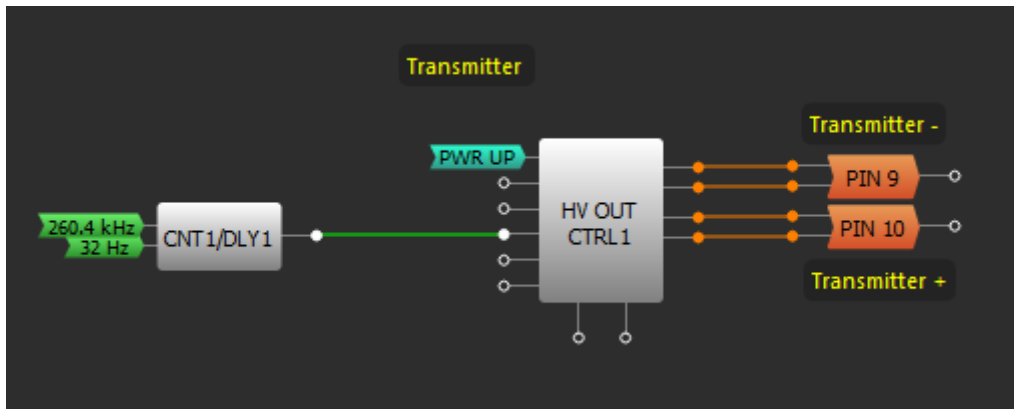 Transmitter
Transmitter -
PWR UP
PIN 9
260.4 kHz
32 Hz
CNT1/DLY1
HV OUT
CTRL1
PIN 10
Transmitter +